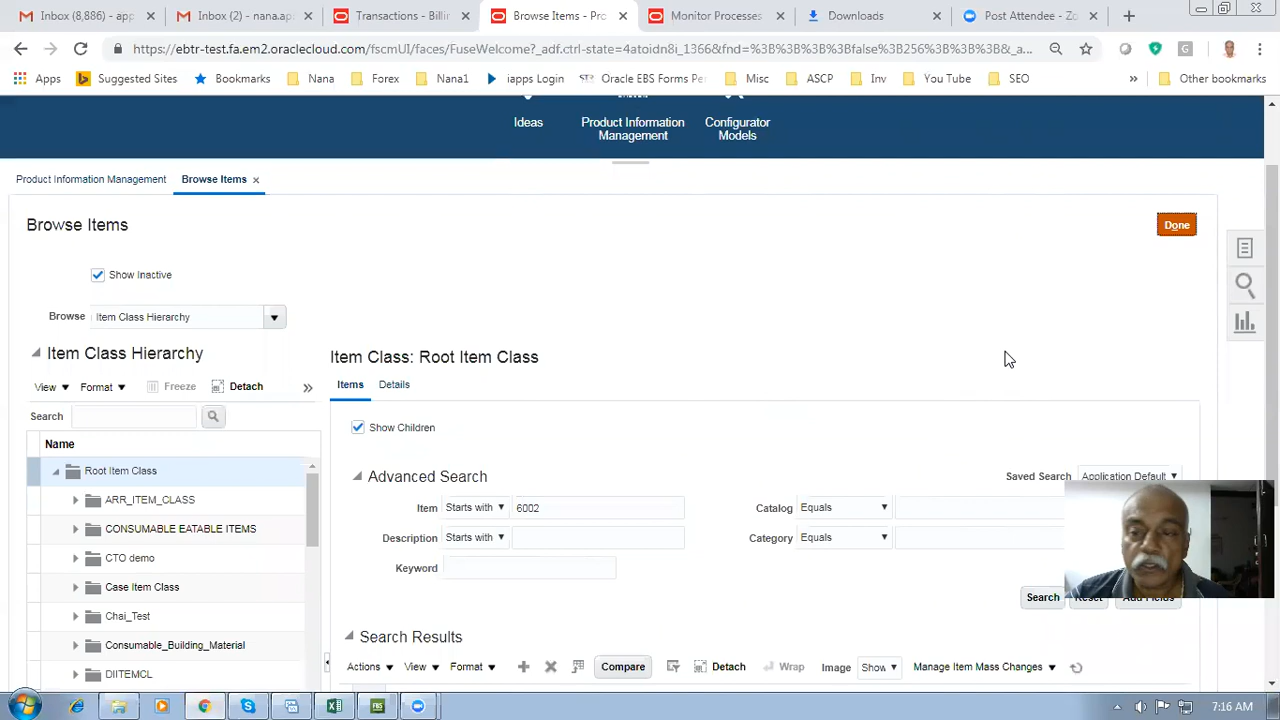 Inbox (6,886) - app
Inbox () - nana.ap
Transactions - Billin
Browse Items - Pro
Monitor Processes
Downloads
Post Attendee - Zo
https://ebtr-test.fa.em2.oraclecloud.com/fscmUI/faces/FuseWelcome?_adf.ctrl-state=4atoidn8i_1366&fnd=%3B%3B%3B%3Bfalse%3B256%3B%3B%3B&_a...
Apps Suggested Sites Bookmarks Nana Forex Nana1 iapps Login Oracle EBS Forms Pe Misc ASCP Inv You Tube SEO Other bookmarks
Ideas
Product Information Management
Configurator Models
Product Information Management
Browse Items
Browse Items
Done
Show Inactive
Browse Item Class Hierarchy
Item Class Hierarchy
View Format Freeze Detach
Search
Name
Root Item Class
ARR_ITEM_CLASS
CONSUMABLE EATABLE ITEMS
CTO demo
Case Item Class
Chai_Test
Consumable_Building_Material
DIITEMCL
Item Class: Root Item Class
Items Details
Show Children
Advanced Search
Saved Search Application Default
Item Starts with 6002
Catalog Equals
Description Starts with
Category Equals
Keyword
Search Reset Add Fields
Search Results
Actions View Format Compare Detach Wrap Image Show Manage Item Mass Changes
7:16 AM